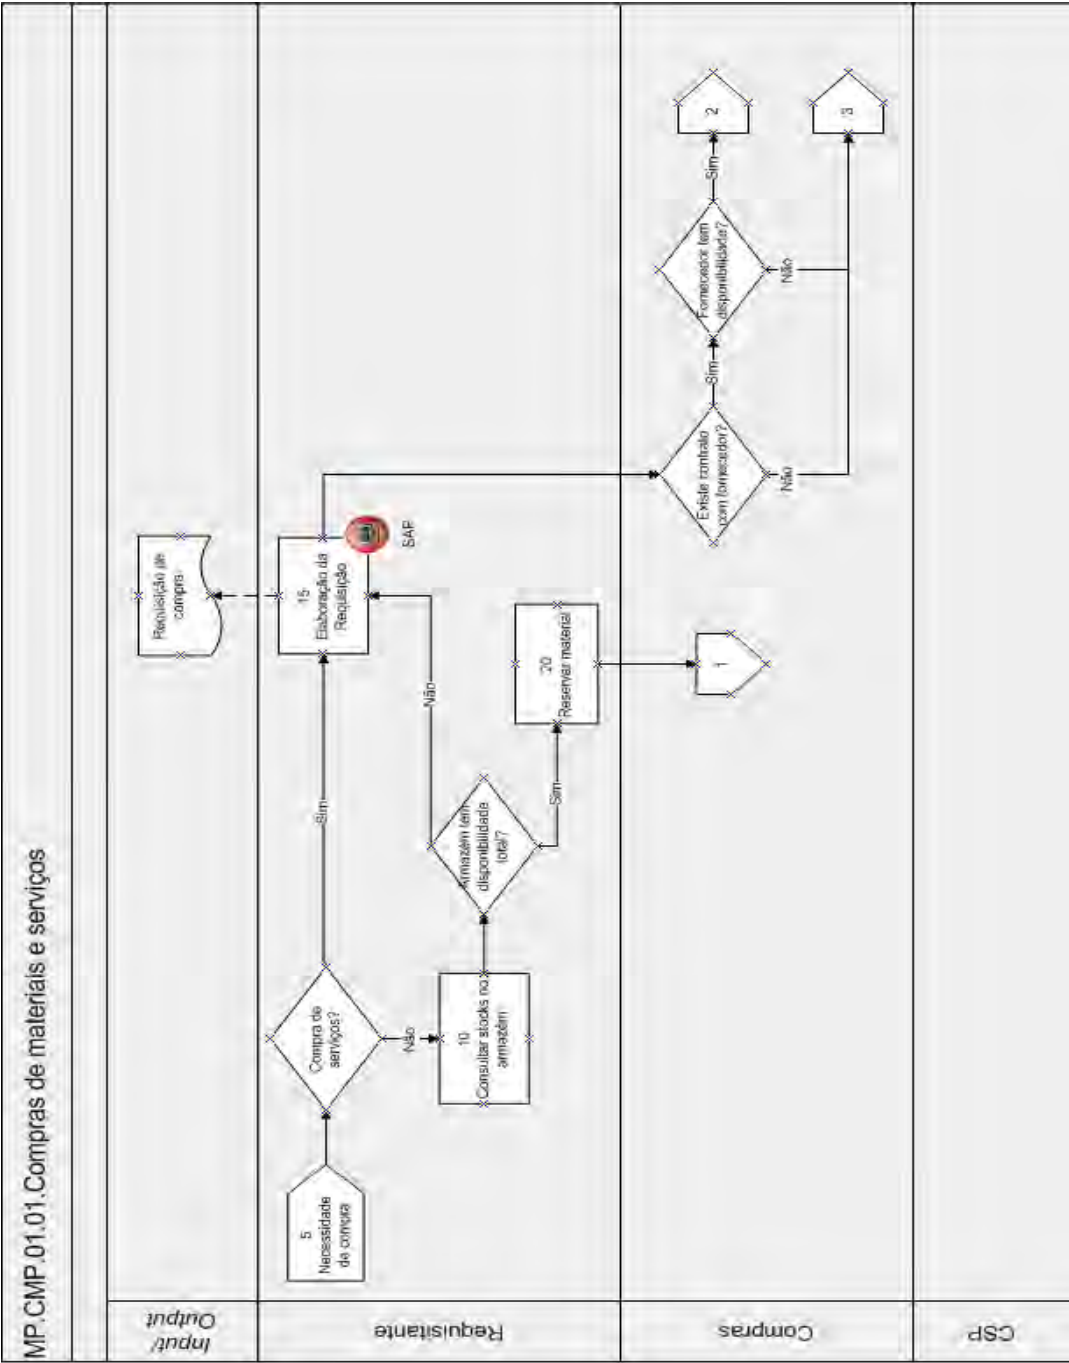 MP.CMP.01.01.Compras de materiais e serviços
Input/
Output
Requisição de
compra
Requisitante
5
Necessidade
de compra
Compra de
serviços?
Sim
Não
10
Consultar stocks no
armazém
Armazém tem
disponibilidade
total?
Não
Sim
15
Elaboração da
Requisição
SAP
20
Reservar material
Compras
1
Existe contrato
com fornecedor?
Sim
Não
Fornecedor tem
disponibilidade?
Sim
Não
2
3
CSP